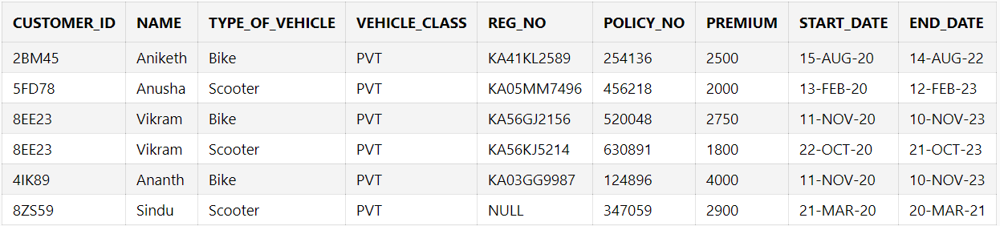 CUSTOMER_ID NAME TYPE_OF_VEHICLE VEHICLE_CLASS REG_NO POLICY_NO PREMIUM START_DATE END_DATE
2BM45 Aniketh Bike PVT KA41KL2589 254136 2500 15-AUG-20 14-AUG-22
5FD78 Anusha Scooter PVT KA05MM7496 456218 2000 13-FEB-20 12-FEB-23
8EE23 Vikram Bike PVT KA56GJ2156 520048 2750 11-NOV-20 10-NOV-23
8EE23 Vikram Scooter PVT KA56KJ5214 630891 1800 22-OCT-20 21-OCT-23
4IK89 Ananth Bike PVT KA03GG9987 124896 4000 11-NOV-20 10-NOV-23
8ZS59 Sindu Scooter PVT NULL 347059 2900 21-MAR-20 20-MAR-21